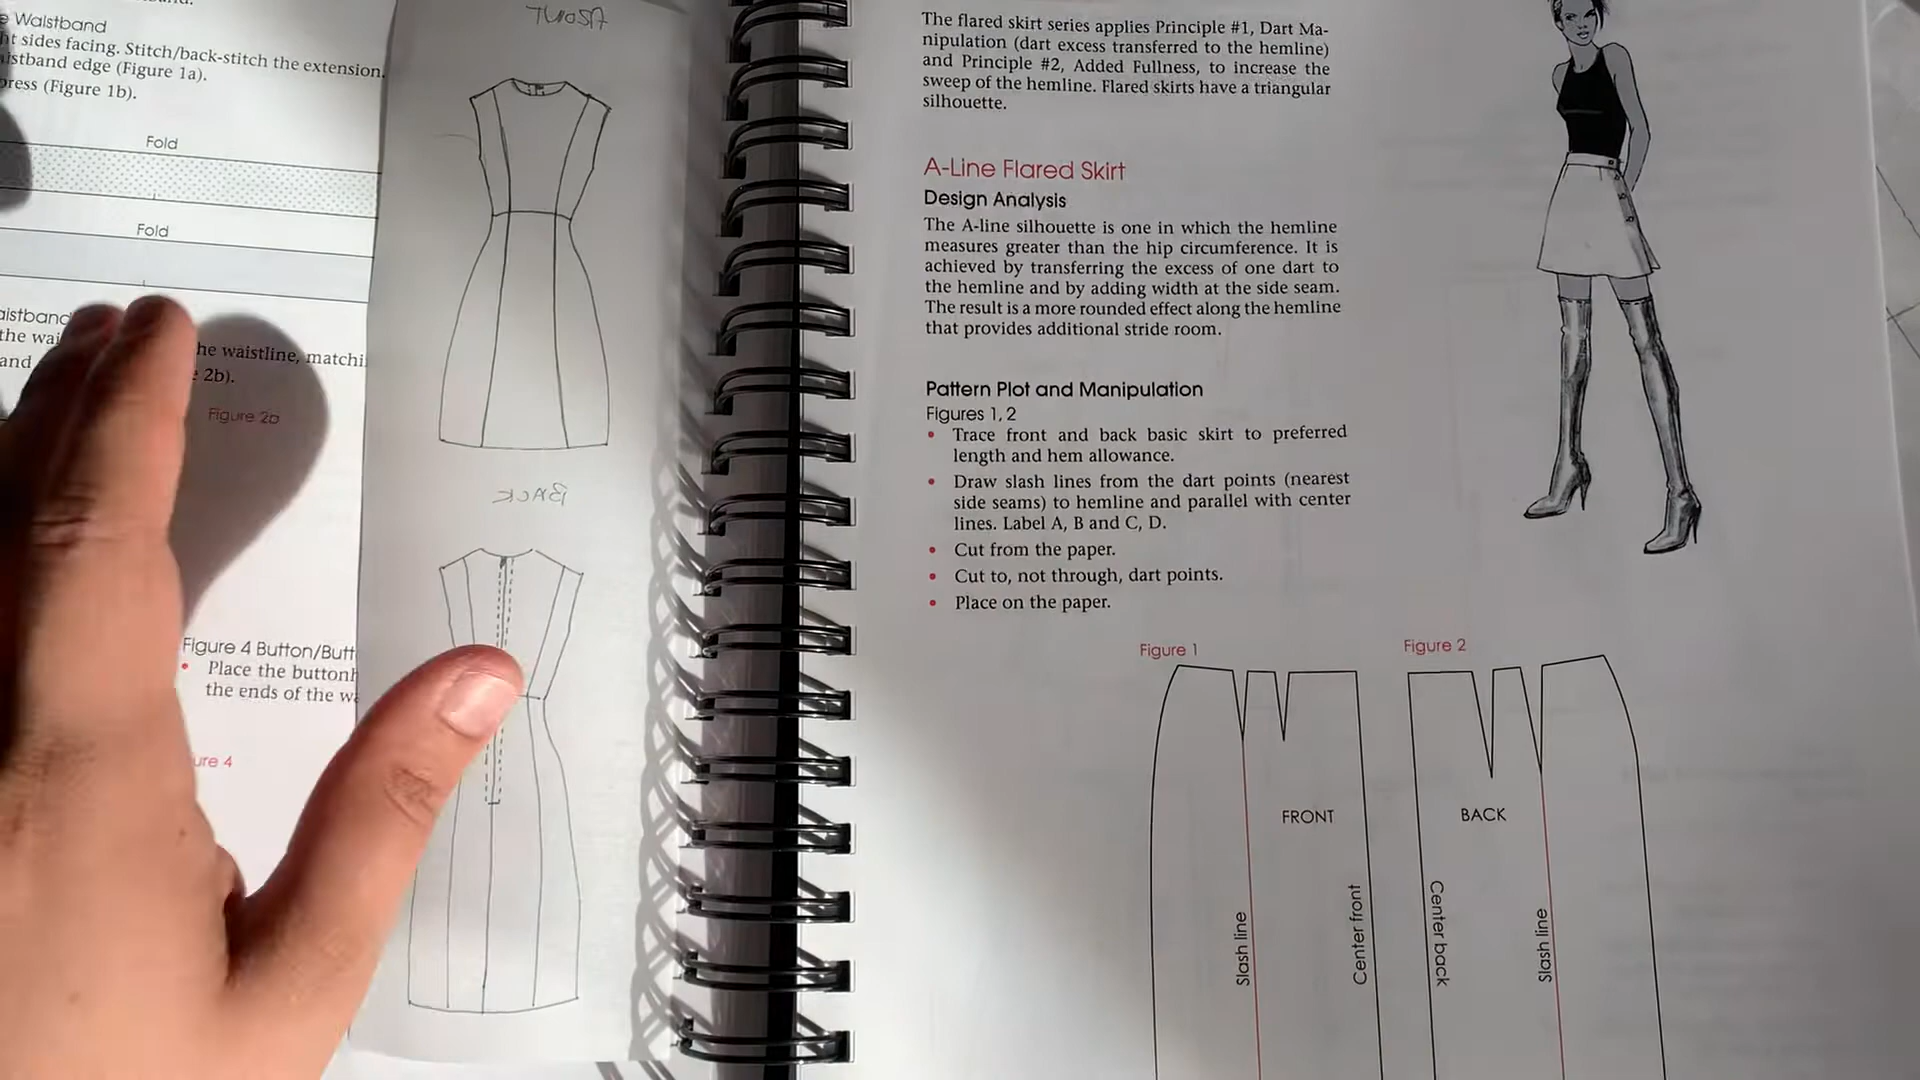 e Waistband
ht sides facing. Stitch/back-stitch the extension.
aistband edge (Figure 1a).
press (Figure 1b).
Fold
Fold
aistband
the wai
he waistline, matchi
and
2b).
Figure 2b
Figure 4 Button/Butt
• Place the buttonh
the ends of the wa
ure 4
FRONT
BACK
The flared skirt series applies Principle #1, Dart Ma-
nipulation (dart excess transferred to the hemline)
and Principle #2, Added Fullness, to increase the
sweep of the hemline. Flared skirts have a triangular
silhouette.
A-Line Flared Skirt
Design Analysis
The A-line silhouette is one in which the hemline
measures greater than the hip circumference. It is
achieved by transferring the excess of one dart to
the hemline and by adding width at the side seam.
The result is a more rounded effect along the hemline
that provides additional stride room.
Pattern Plot and Manipulation
Figures 1, 2
• Trace front and back basic skirt to preferred
length and hem allowance.
• Draw slash lines from the dart points (nearest
side seams) to hemline and parallel with center
lines. Label A, B and C, D.
• Cut from the paper.
• Cut to, not through, dart points.
• Place on the paper.
Figure 1
Figure 2
FRONT
BACK
Slash line
Center front
Center back
Slash line